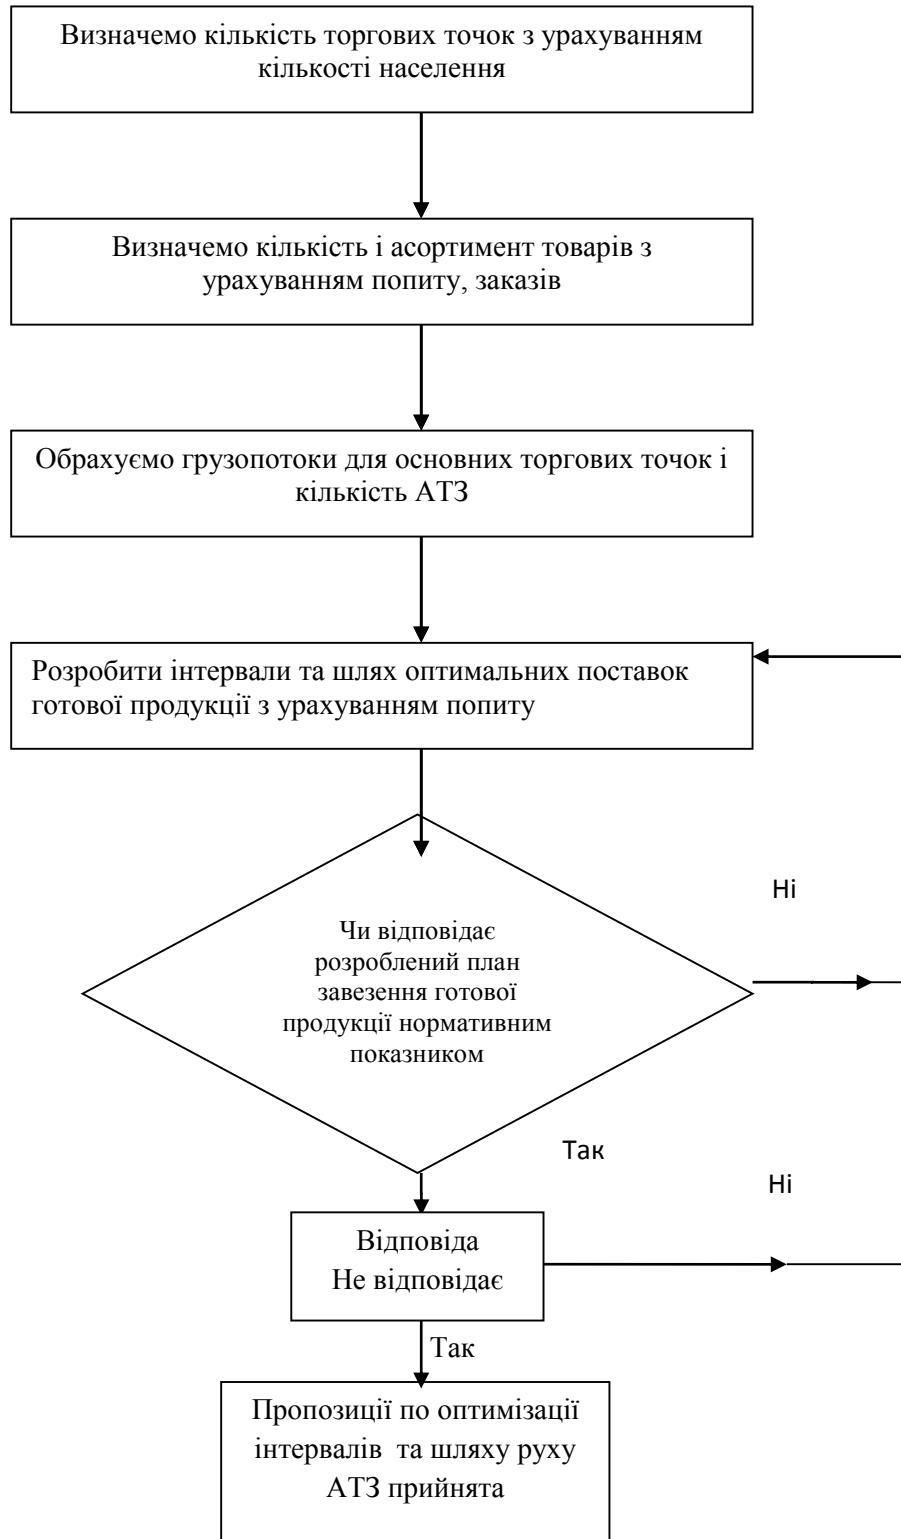 Визначемо кількість торгових точок з урахуванням
кількості населення
Визначемо кількість і асортимент товарів з
урахуванням попиту, заказів
Обрахуємо грузопотоки для основних торгових точок і
кількість АТЗ
Розробити інтервали та шлях оптимальних поставок
готової продукції з урахуванням попиту
Ні
Чи відповідає
розроблений план
завезення готової
продукції нормативним
показником
Так
Ні
Відповіда
Не відповідає
Так
Пропозиції по оптимізації
інтервалів та шляху руху
АТЗ прийнята